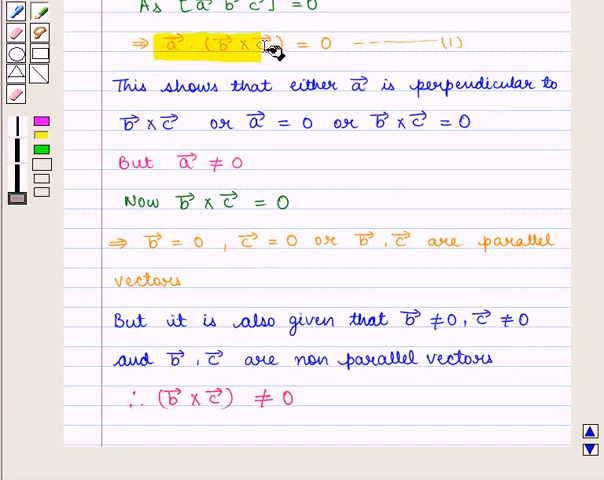 As [a⃗ b⃗ c⃗] = 0
⇒ a⃗ · (b⃗ × c⃗) = 0 ———— (1)
This shows that either a⃗ is perpendicular to
b⃗ × c⃗ or a⃗ = 0 or b⃗ × c⃗ = 0
But a⃗ ≠ 0
Now b⃗ × c⃗ = 0
⇒ b⃗ = 0 , c⃗ = 0 or b⃗ , c⃗ are parallel
vectors
But it is also given that b⃗ ≠ 0, c⃗ ≠ 0
and b⃗ , c⃗ are non parallel vectors
∴ (b⃗ × c⃗) ≠ 0